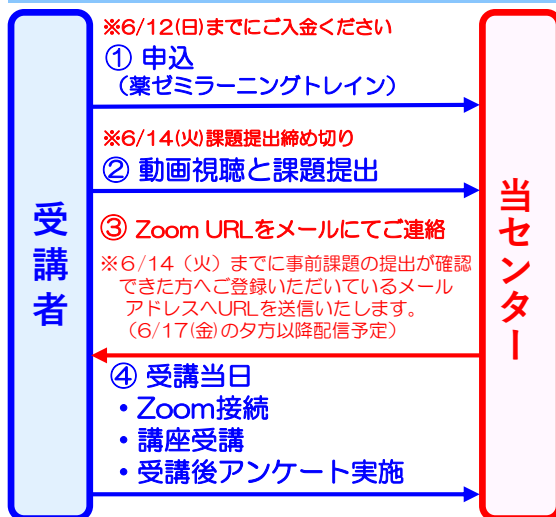 ※6/12(日)までにご入金ください
① 申込
（薬ゼミラーニングトレイン）
※6/14(火)課題提出締め切り
② 動画視聴と課題提出
受講者
当センター
③ Zoom URLをメールにてご連絡
※６/14（火）までに事前課題の提出が確認
できた方へご登録いただいているメール
アドレスへURLを送信いたします。
（6/17(金)の夕方以降配信予定）
④ 受講当日
・Zoom接続
・講座受講
・受講後アンケート実施